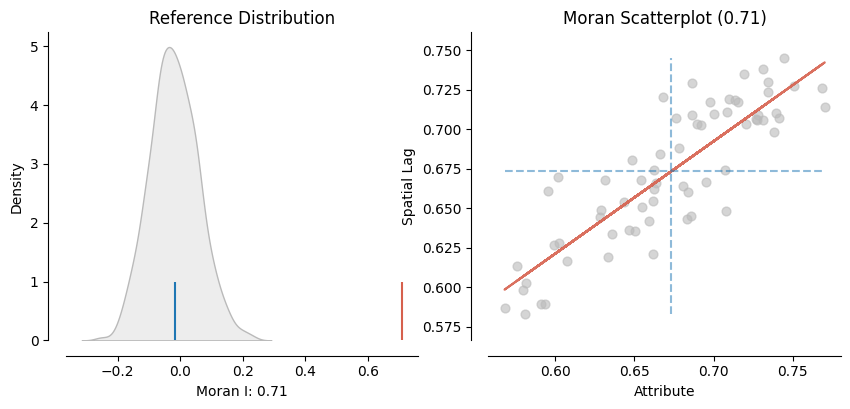 Reference Distribution
5
4
3
2
1
0
Density
−0.2 0.0 0.2 0.4 0.6
Moran I: 0.71
Moran Scatterplot (0.71)
0.750
0.725
0.700
0.675
0.650
0.625
0.600
0.575
Spatial Lag
0.60 0.65 0.70 0.75
Attribute